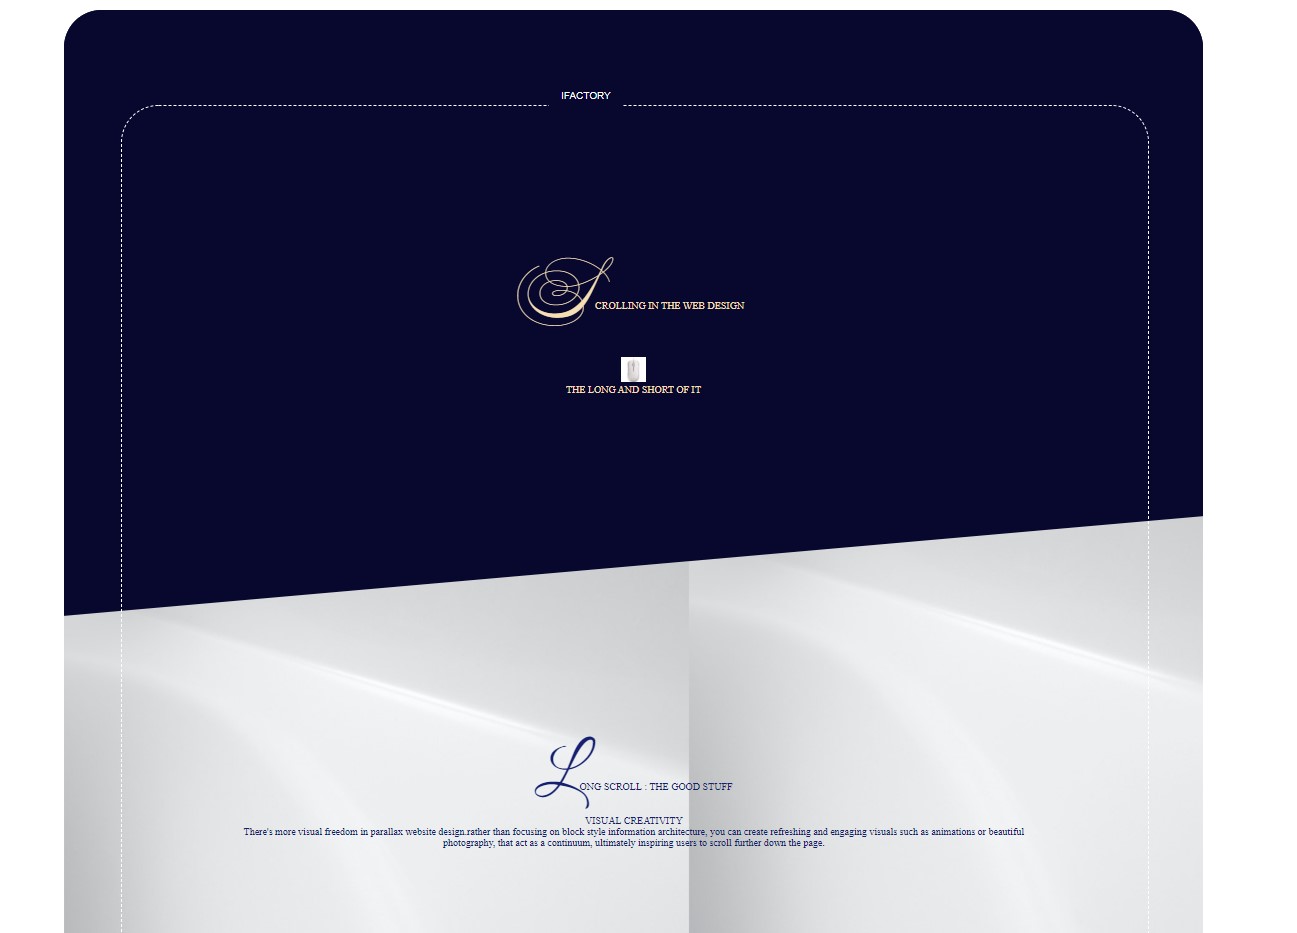 IFACTORY
SCROLLING IN THE WEB DESIGN
THE LONG AND SHORT OF IT
LONG SCROLL : THE GOOD STUFF
VISUAL CREATIVITY
There's more visual freedom in parallax website design.rather than focusing on block style information architecture, you can create refreshing and engaging visuals such as animations or beautiful
photography, that act as a continuum, ultimately inspiring users to scroll further down the page.